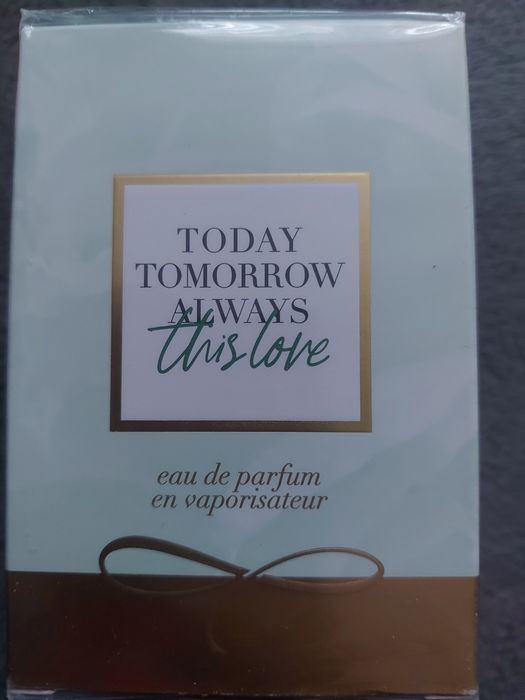 TODAY
TOMORROW
ALWAYS
this love
eau de parfum
en vaporisateur